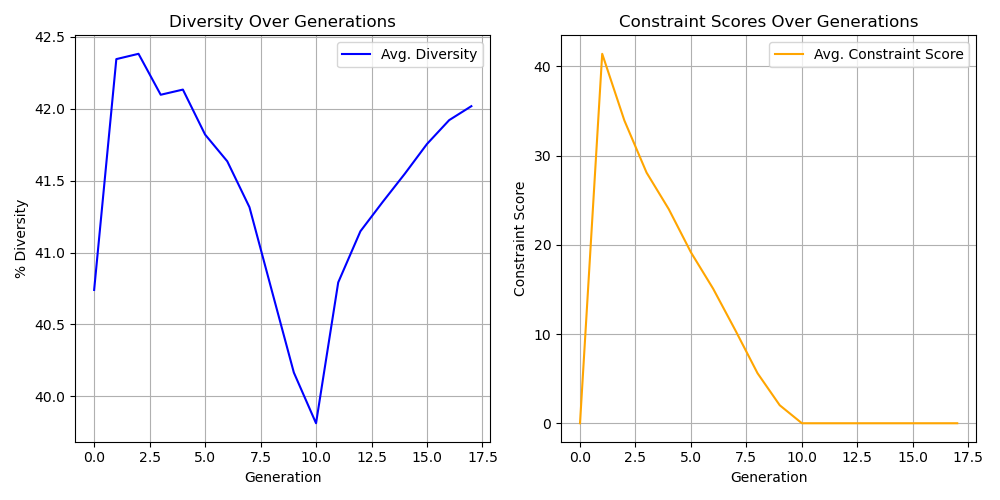 Diversity Over Generations
Avg. Diversity
% Diversity
42.5
42.0
41.5
41.0
40.5
40.0
0.0 2.5 5.0 7.5 10.0 12.5 15.0 17.5
Generation
Constraint Scores Over Generations
Avg. Constraint Score
Constraint Score
40
30
20
10
0
0.0 2.5 5.0 7.5 10.0 12.5 15.0 17.5
Generation